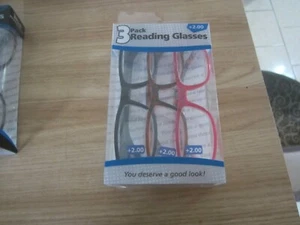 3 Pack
Reading Glasses
+2.00
+2.00 +2.00 +2.00
You deserve a good look!